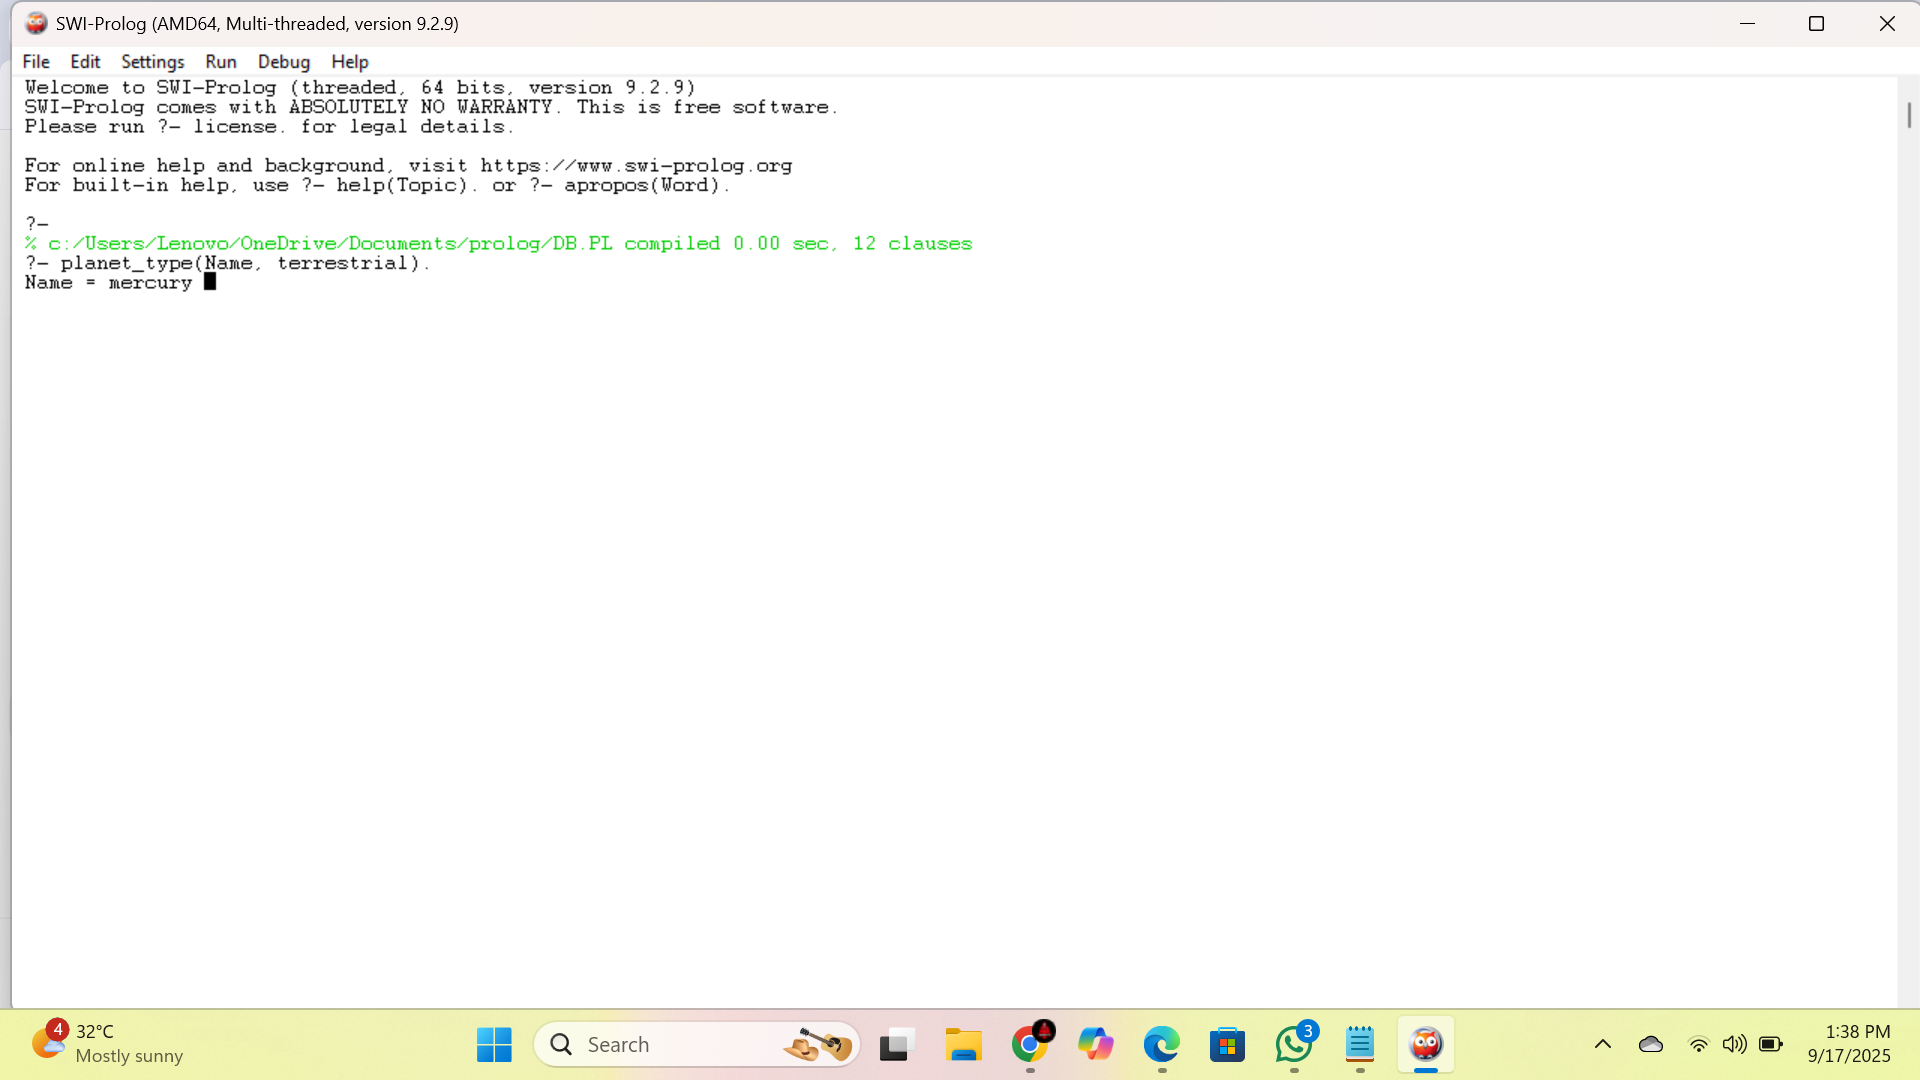 SWI-Prolog (AMD64, Multi-threaded, version 9.2.9)
File Edit Settings Run Debug Help
Welcome to SWI-Prolog (threaded, 64 bits, version 9.2.9)
SWI-Prolog comes with ABSOLUTELY NO WARRANTY. This is free software.
Please run ?- license. for legal details.
For online help and background, visit https://www.swi-prolog.org
For built-in help, use ?- help(Topic). or ?- apropos(Word).
?-
% c:/Users/Lenovo/OneDrive/Documents/prolog/DB.PL compiled 0.00 sec, 12 clauses
?- planet_type(Name, terrestrial).
Name = mercury
4
32°C
Mostly sunny
Search
3
1:38 PM
9/17/2025